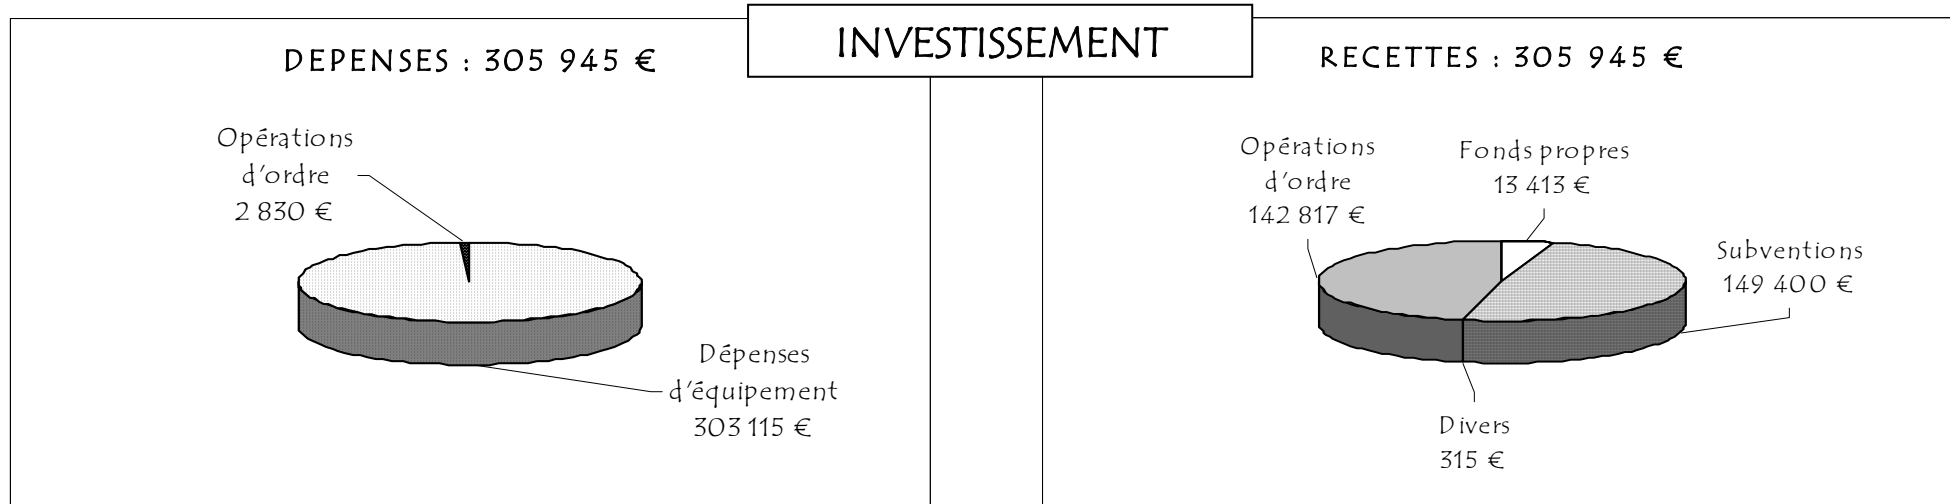 INVESTISSEMENT
DEPENSES : 305 945 €
Opérations
d'ordre
2 830 €
Dépenses
d'équipement
303 115 €
RECETTES : 305 945 €
Opérations
d'ordre
142 817 €
Fonds propres
13 413 €
Subventions
149 400 €
Divers
315 €